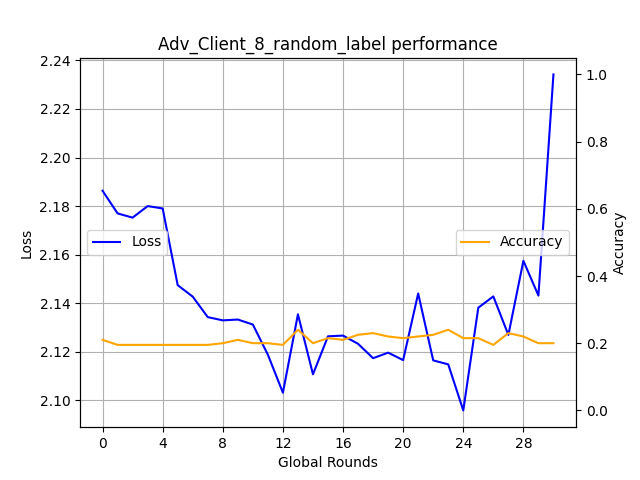 Adv_Client_8_random_label performance
2.24
2.22
2.20
2.18
2.16
2.14
2.12
2.10
Loss
Loss
Accuracy
1.0
0.8
0.6
0.4
0.2
0.0
Accuracy
0 4 8 12 16 20 24 28
Global Rounds